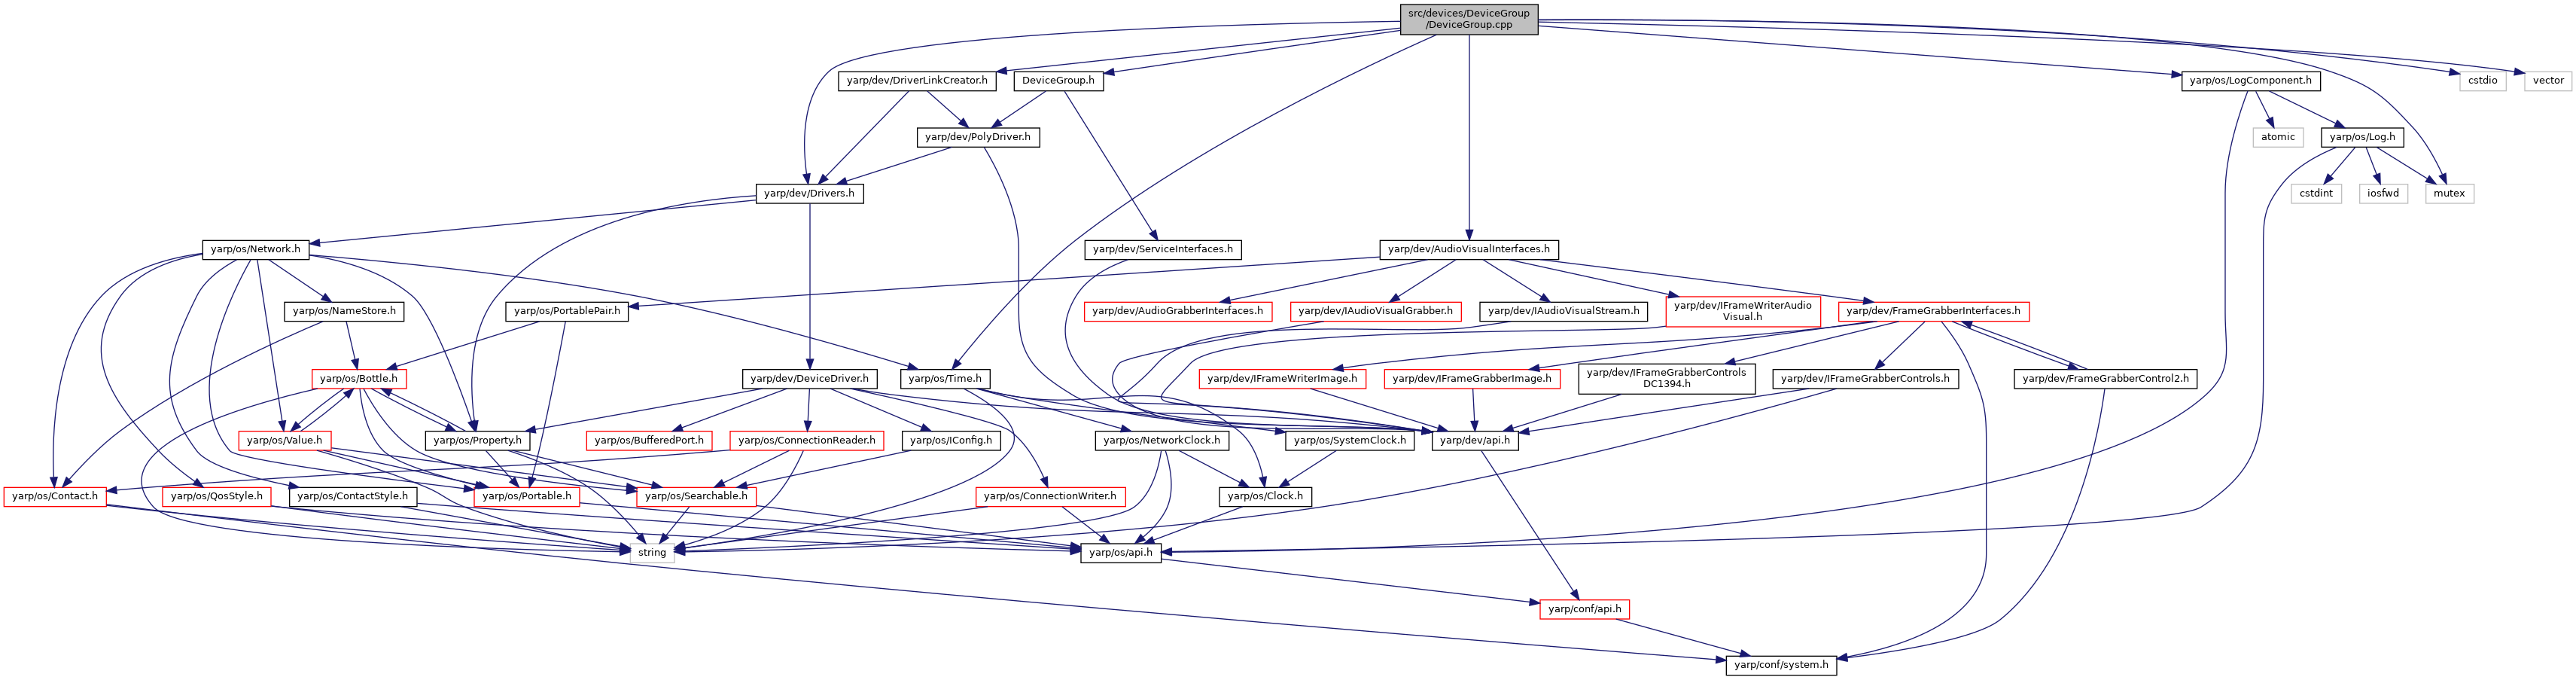 src/devices/DeviceGroup
/DeviceGroup.cpp
yarp/dev/DriverLinkCreator.h
DeviceGroup.h
yarp/os/LogComponent.h
cstdio
vector
yarp/dev/PolyDriver.h
atomic
yarp/os/Log.h
yarp/dev/Drivers.h
cstdint
iosfwd
mutex
yarp/os/Network.h
yarp/dev/ServiceInterfaces.h
yarp/dev/AudioVisualInterfaces.h
yarp/os/NameStore.h
yarp/os/PortablePair.h
yarp/dev/AudioGrabberInterfaces.h
yarp/dev/IAudioVisualGrabber.h
yarp/dev/IAudioVisualStream.h
yarp/dev/IFrameWriterAudio
Visual.h
yarp/dev/FrameGrabberInterfaces.h
yarp/os/Bottle.h
yarp/dev/DeviceDriver.h
yarp/os/Time.h
yarp/dev/IFrameWriterImage.h
yarp/dev/IFrameGrabberImage.h
yarp/dev/IFrameGrabberControls
DC1394.h
yarp/dev/IFrameGrabberControls.h
yarp/dev/FrameGrabberControl2.h
yarp/os/Value.h
yarp/os/Property.h
yarp/os/BufferedPort.h
yarp/os/ConnectionReader.h
yarp/os/IConfig.h
yarp/os/NetworkClock.h
yarp/os/SystemClock.h
yarp/dev/api.h
yarp/os/Contact.h
yarp/os/QosStyle.h
yarp/os/ContactStyle.h
yarp/os/Portable.h
yarp/os/Searchable.h
yarp/os/ConnectionWriter.h
yarp/os/Clock.h
string
yarp/os/api.h
yarp/conf/api.h
yarp/conf/system.h